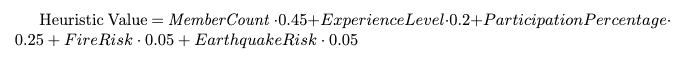 Heuristic Value = MemberCount · 0.45+ExperienceLevel·0.2+ParticipationPercentage·
0.25 + FireRisk · 0.05 + EarthquakeRisk · 0.05